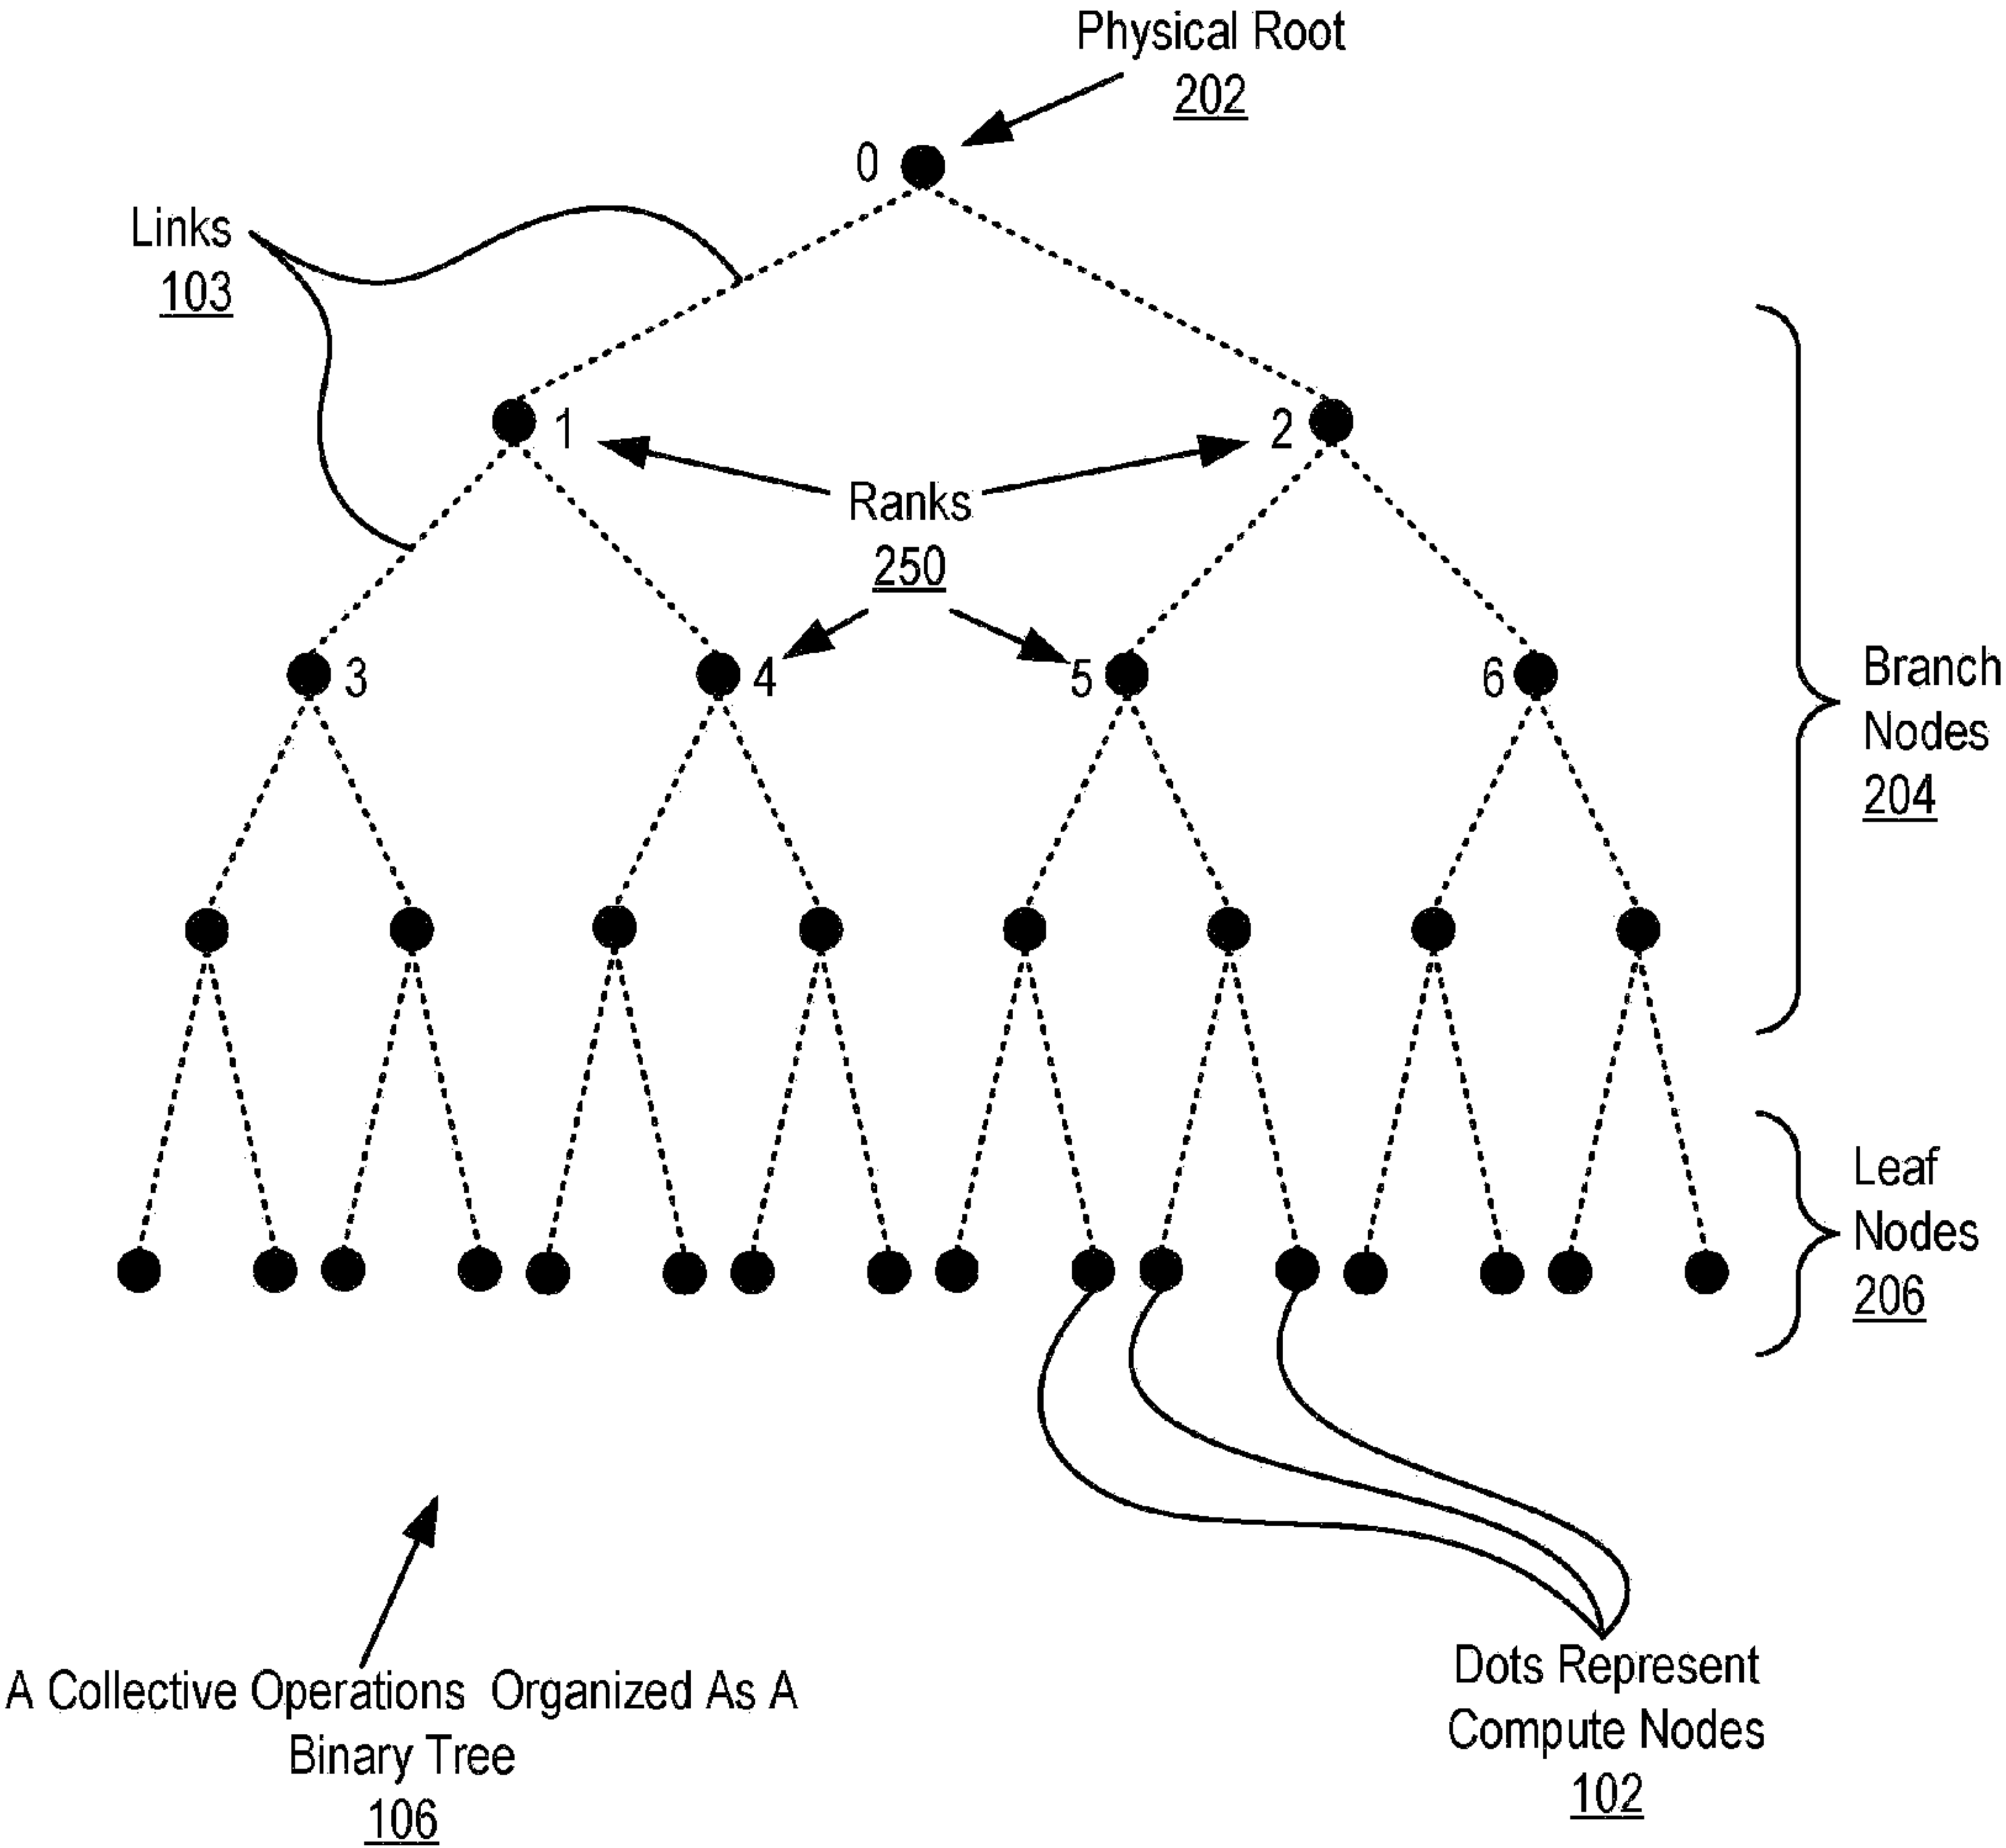 Physical Root
202
0
Links
103
1
2
Ranks
250
3
4
5
6
Branch
Nodes
204
Leaf
Nodes
206
A Collective Operations Organized As A
Binary Tree
106
Dots Represent
Compute Nodes
102